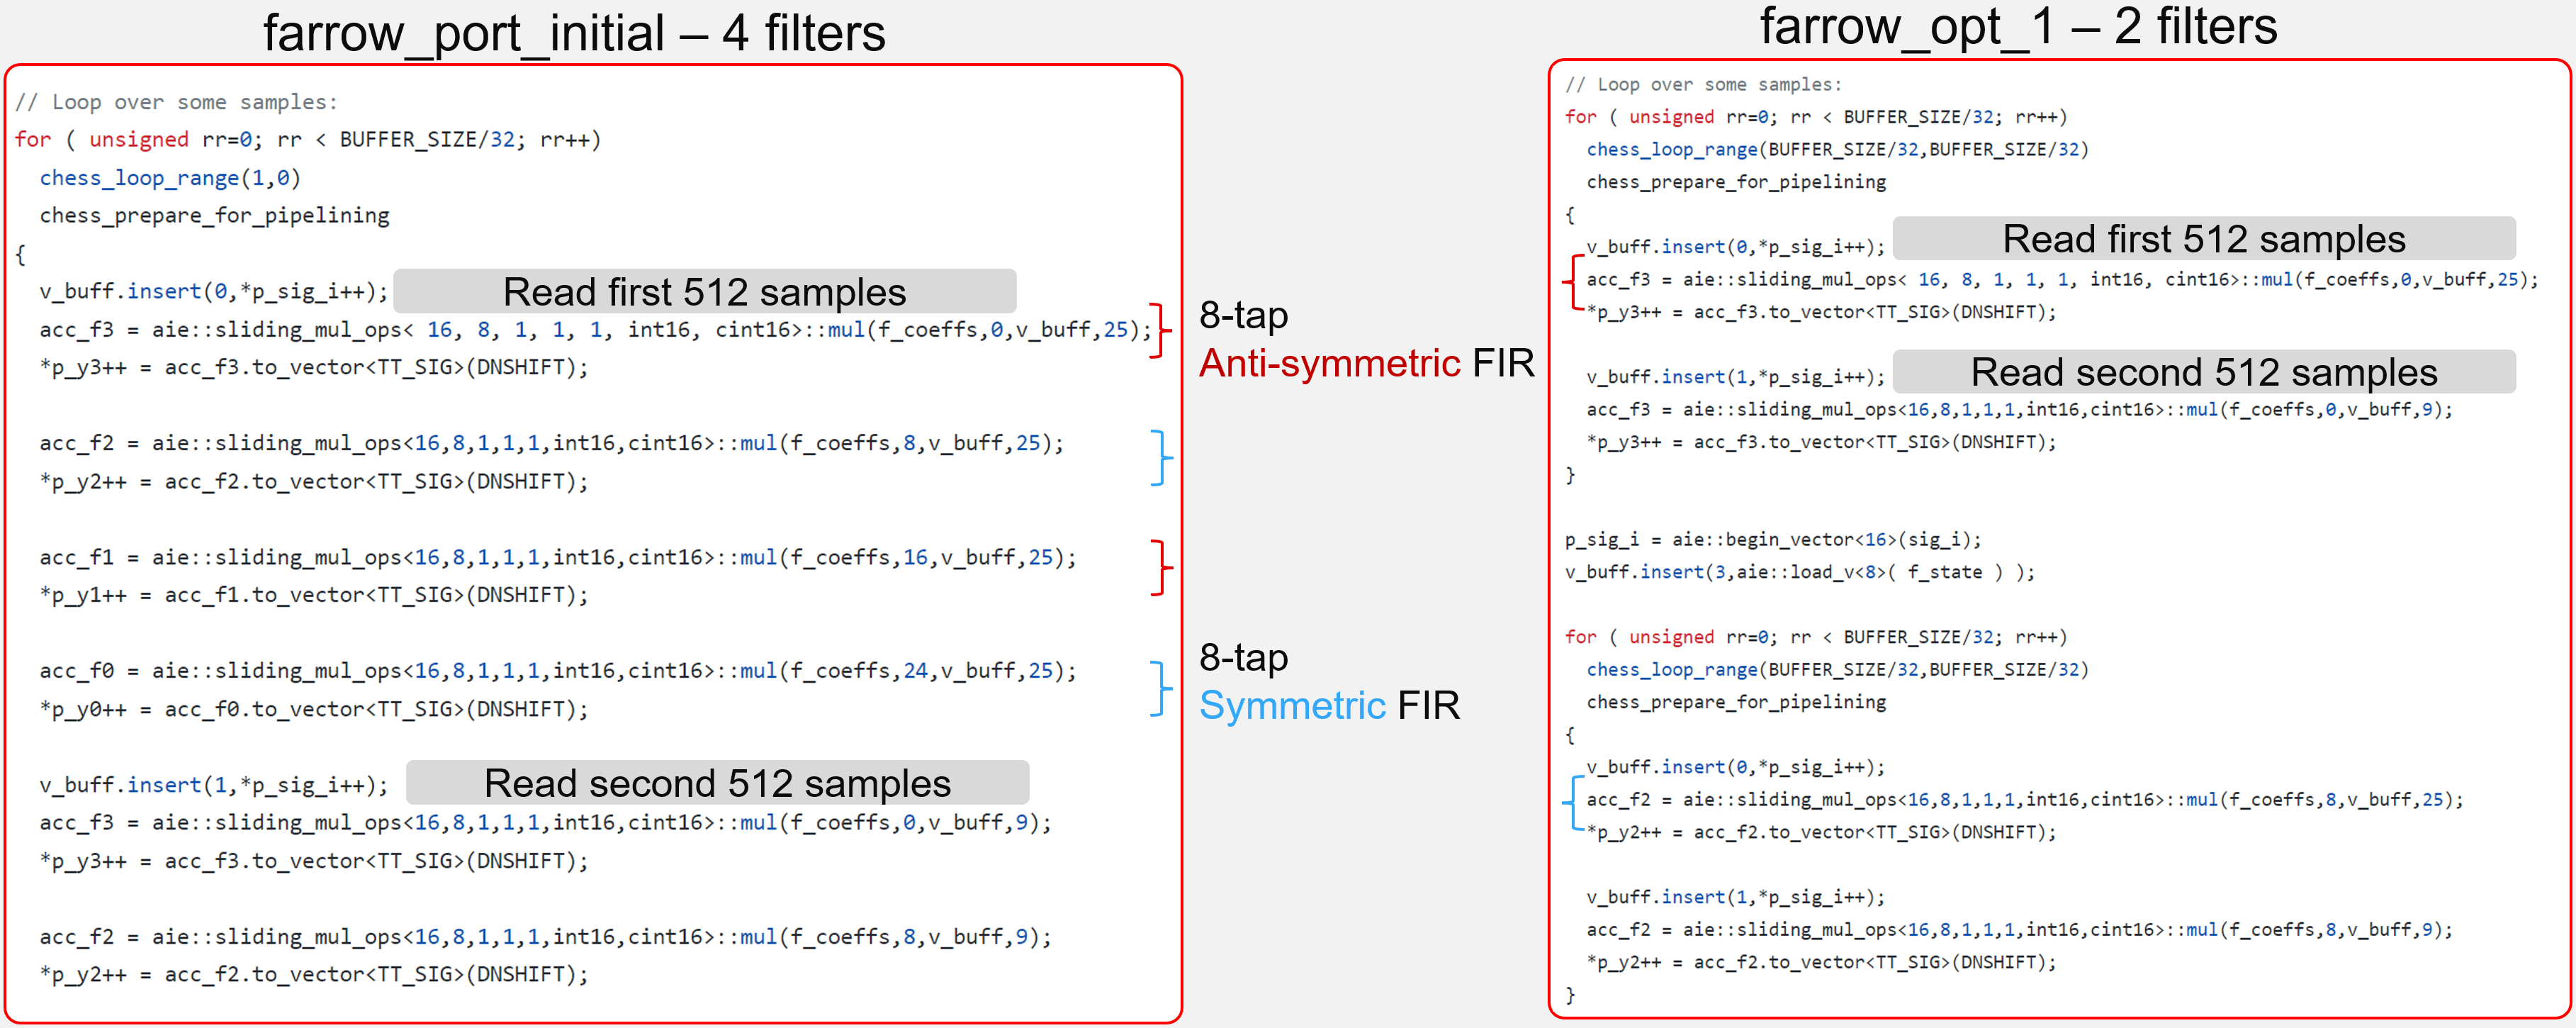 farrow_port_initial – 4 filters
// Loop over some samples:
for ( unsigned rr=0; rr < BUFFER_SIZE/32; rr++)
chess_loop_range(1,0)
chess_prepare_for_pipelining
{
v_buff.insert(0,*p_sig_i++); Read first 512 samples
acc_f3 = aie::sliding_mul_ops< 16, 8, 1, 1, 1, int16, cint16>::mul(f_coeffs,0,v_buff,25);
*p_y3++ = acc_f3.to_vector<TT_SIG>(DNSHIFT);
acc_f2 = aie::sliding_mul_ops<16,8,1,1,1,int16,cint16>::mul(f_coeffs,8,v_buff,25);
*p_y2++ = acc_f2.to_vector<TT_SIG>(DNSHIFT);
acc_f1 = aie::sliding_mul_ops<16,8,1,1,1,int16,cint16>::mul(f_coeffs,16,v_buff,25);
*p_y1++ = acc_f1.to_vector<TT_SIG>(DNSHIFT);
acc_f0 = aie::sliding_mul_ops<16,8,1,1,1,int16,cint16>::mul(f_coeffs,24,v_buff,25);
*p_y0++ = acc_f0.to_vector<TT_SIG>(DNSHIFT);
v_buff.insert(1,*p_sig_i++); Read second 512 samples
acc_f3 = aie::sliding_mul_ops<16,8,1,1,1,int16,cint16>::mul(f_coeffs,0,v_buff,9);
*p_y3++ = acc_f3.to_vector<TT_SIG>(DNSHIFT);
acc_f2 = aie::sliding_mul_ops<16,8,1,1,1,int16,cint16>::mul(f_coeffs,8,v_buff,9);
*p_y2++ = acc_f2.to_vector<TT_SIG>(DNSHIFT);
8-tap
Anti-symmetric FIR
8-tap
Symmetric FIR
farrow_opt_1 – 2 filters
// Loop over some samples:
for ( unsigned rr=0; rr < BUFFER_SIZE/32; rr++)
chess_loop_range(BUFFER_SIZE/32,BUFFER_SIZE/32)
chess_prepare_for_pipelining
{
v_buff.insert(0,*p_sig_i++); Read first 512 samples
acc_f3 = aie::sliding_mul_ops< 16, 8, 1, 1, 1, int16, cint16>::mul(f_coeffs,0,v_buff,25);
*p_y3++ = acc_f3.to_vector<TT_SIG>(DNSHIFT);
v_buff.insert(1,*p_sig_i++); Read second 512 samples
acc_f3 = aie::sliding_mul_ops<16,8,1,1,1,int16,cint16>::mul(f_coeffs,0,v_buff,9);
*p_y3++ = acc_f3.to_vector<TT_SIG>(DNSHIFT);
}
p_sig_i = aie::begin_vector<16>(sig_i);
v_buff.insert(3,aie::load_v<8>( f_state ) );
for ( unsigned rr=0; rr < BUFFER_SIZE/32; rr++)
chess_loop_range(BUFFER_SIZE/32,BUFFER_SIZE/32)
chess_prepare_for_pipelining
{
v_buff.insert(0,*p_sig_i++);
acc_f2 = aie::sliding_mul_ops<16,8,1,1,1,int16,cint16>::mul(f_coeffs,8,v_buff,25);
*p_y2++ = acc_f2.to_vector<TT_SIG>(DNSHIFT);
v_buff.insert(1,*p_sig_i++);
acc_f2 = aie::sliding_mul_ops<16,8,1,1,1,int16,cint16>::mul(f_coeffs,8,v_buff,9);
*p_y2++ = acc_f2.to_vector<TT_SIG>(DNSHIFT);
}